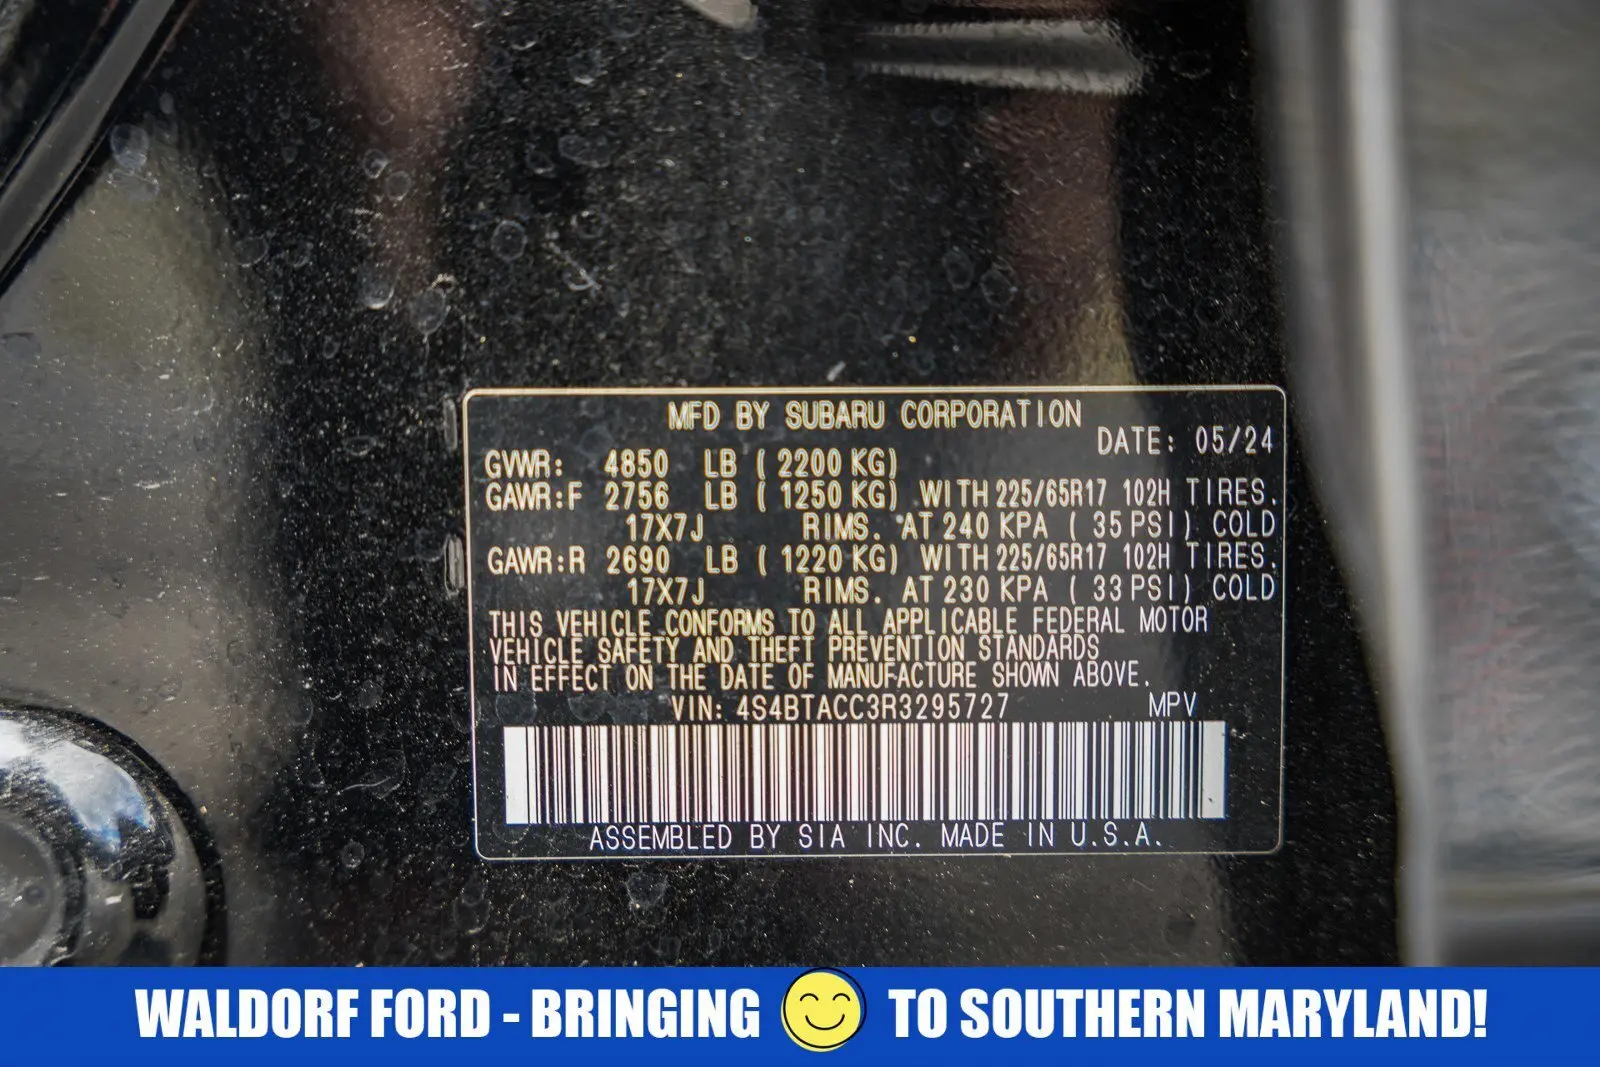 MFD BY SUBARU CORPORATION
DATE: 05/24
GVWR: 4850 LB ( 2200 KG)
GAWR:F 2756 LB ( 1250 KG) WITH 225/65R17 102H TIRES.
17X7J RIMS. AT 240 KPA ( 35 PSI) COLD
GAWR:R 2690 LB ( 1220 KG) WITH 225/65R17 102H TIRES.
17X7J RIMS. AT 230 KPA ( 33 PSI) COLD
THIS VEHICLE CONFORMS TO ALL APPLICABLE FEDERAL MOTOR
VEHICLE SAFETY AND THEFT PREVENTION STANDARDS
IN EFFECT ON THE DATE OF MANUFACTURE SHOWN ABOVE.
VIN: 4S4BTACC3R3295727 MPV
ASSEMBLED BY SIA INC. MADE IN U.S.A.
WALDORF FORD - BRINGING TO SOUTHERN MARYLAND!